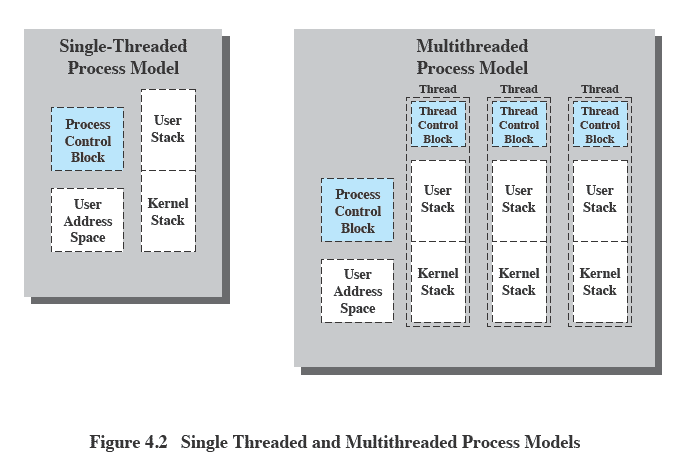 Single-Threaded
Process Model
Process
Control
Block
User
Stack
User
Address
Space
Kernel
Stack
Multithreaded
Process Model
Thread
Thread
Thread
Thread
Control
Block
Thread
Control
Block
Thread
Control
Block
Process
Control
Block
User
Stack
User
Stack
User
Stack
User
Address
Space
Kernel
Stack
Kernel
Stack
Kernel
Stack
Figure 4.2 Single Threaded and Multithreaded Process Models